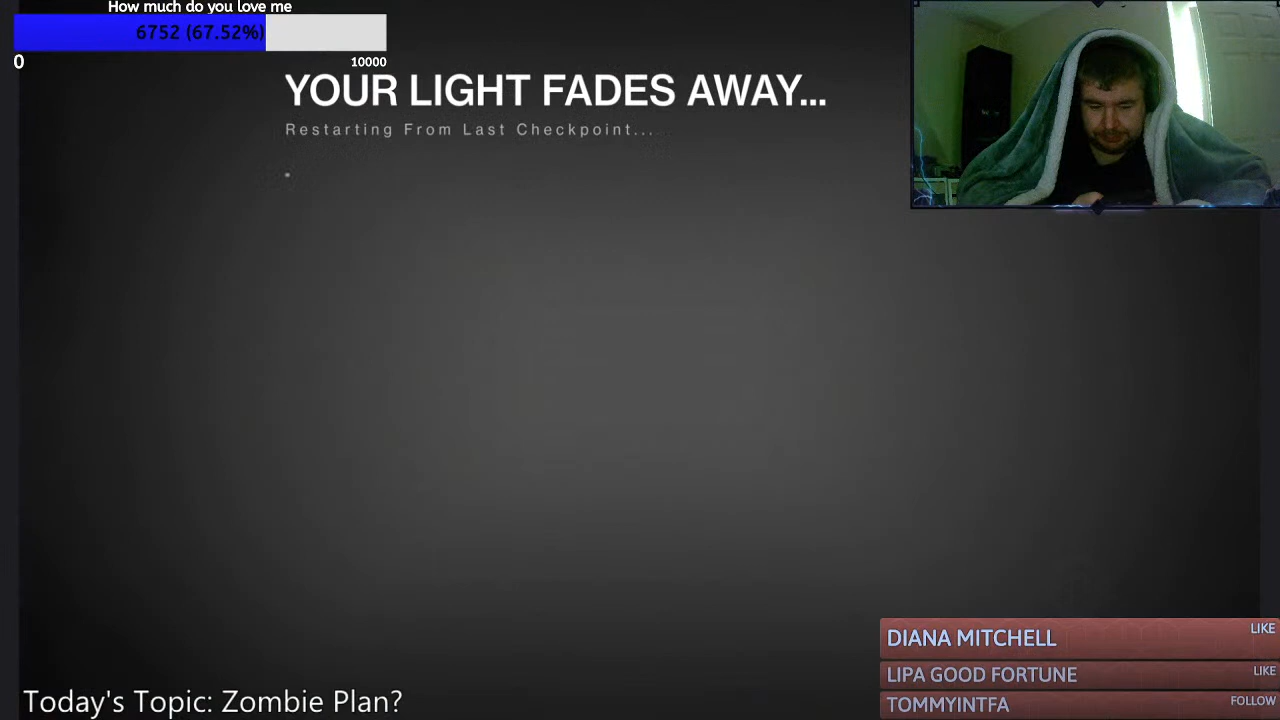 How much do you love me
6752 (67.52%)
0
10000
YOUR LIGHT FADES AWAY...
Restarting From Last Checkpoint...
DIANA MITCHELL LIKE
LIPA GOOD FORTUNE LIKE
TOMMYINTFA FOLLOW
Today's Topic: Zombie Plan?